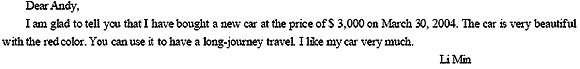 Dear Andy,
I am glad to tell you that I have bought a new car at the price of $ 3,000 on March 30, 2004. The car is very beautiful
with the red color. You can use it to have a long-journey travel. I like my car very much.
Li Min